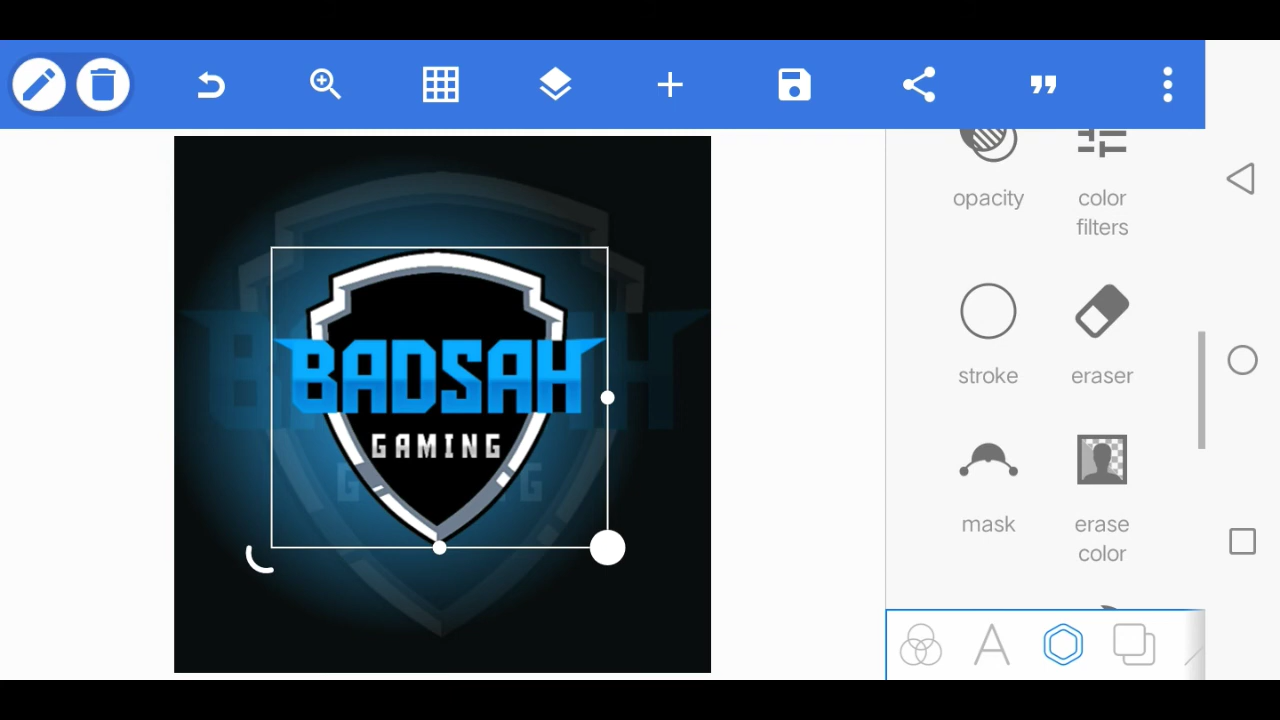 opacity
color
filters
BADSAH
GAMING
stroke
eraser
mask
erase
color